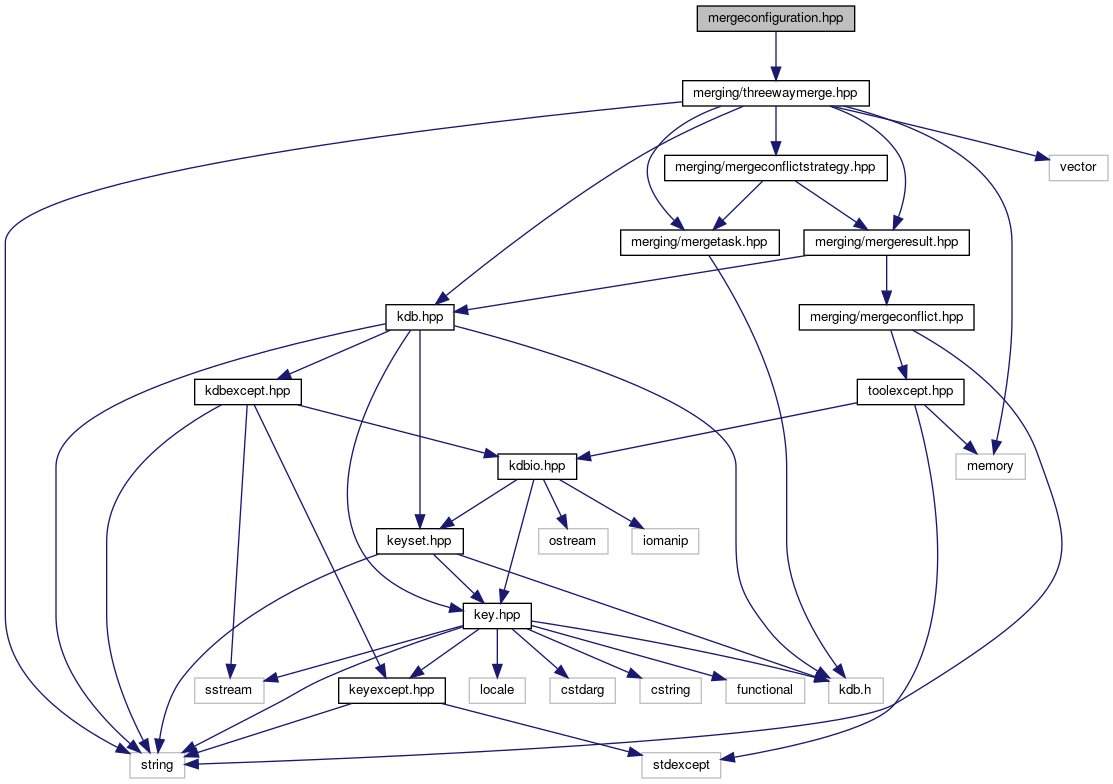 mergeconfiguration.hpp
merging/threewaymerge.hpp
merging/mergeconflictstrategy.hpp
vector
merging/mergetask.hpp
merging/mergeresult.hpp
kdb.hpp
merging/mergeconflict.hpp
kdbexcept.hpp
toolexcept.hpp
kdbio.hpp
memory
keyset.hpp
ostream
iomanip
key.hpp
sstream
keyexcept.hpp
locale
cstdarg
cstring
functional
kdb.h
string
stdexcept